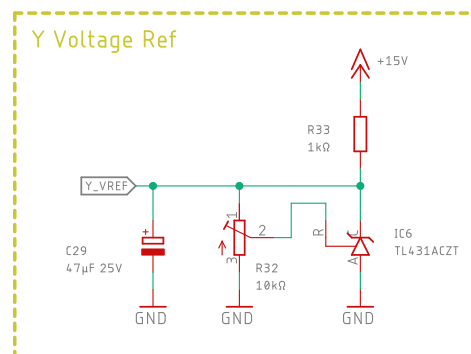 Y Voltage Ref
+15V
R33
1kΩ
Y_VREF
1
2
3
R
C
A
+
C29
47µF 25V
R32
10kΩ
IC6
TL431ACZT
GND
GND
GND